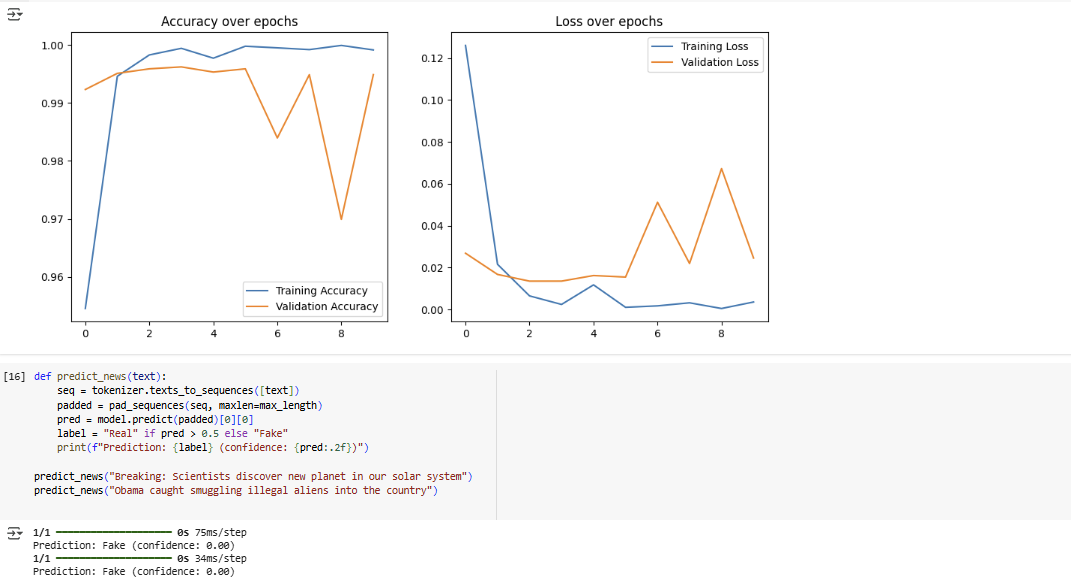 Accuracy over epochs
1.00
0.99
0.98
0.97
0.96
0 2 4 6 8
Training Accuracy
Validation Accuracy
Loss over epochs
0.12
0.10
0.08
0.06
0.04
0.02
0.00
0 2 4 6 8
Training Loss
Validation Loss
[16] def predict_news(text):
    seq = tokenizer.texts_to_sequences([text])
    padded = pad_sequences(seq, maxlen=max_length)
    pred = model.predict(padded)[0][0]
    label = "Real" if pred > 0.5 else "Fake"
    print(f"Prediction: {label} (confidence: {pred:.2f})")
predict_news("Breaking: Scientists discover new planet in our solar system")
predict_news("Obama caught smuggling illegal aliens into the country")
1/1 ━━━━━━━━━━━━━━━━━━━━ 0s 75ms/step
Prediction: Fake (confidence: 0.00)
1/1 ━━━━━━━━━━━━━━━━━━━━ 0s 34ms/step
Prediction: Fake (confidence: 0.00)